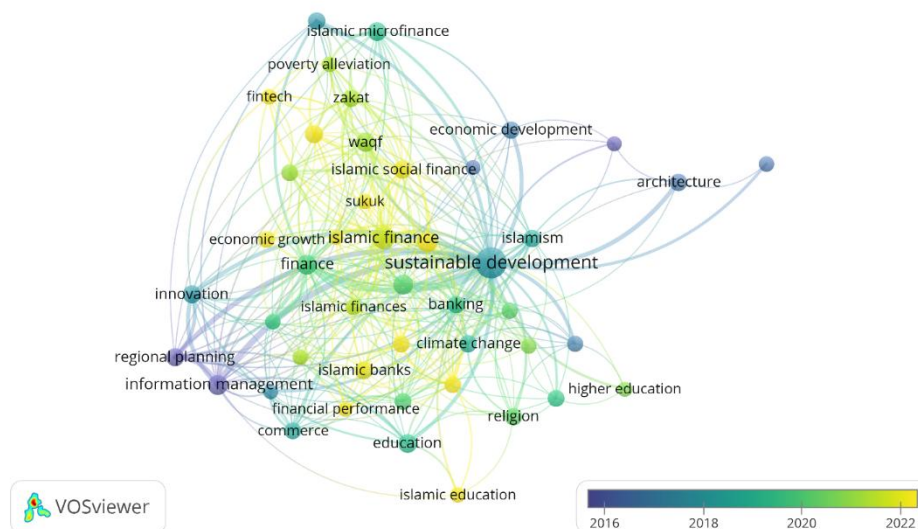 islamic microfinance
poverty alleviation
fintech
zakat
economic development
waqf
islamic social finance
architecture
sukuk
economic growth
islamic finance
islamism
finance
sustainable development
innovation
islamic finances
banking
regional planning
climate change
information management
islamic banks
higher education
financial performance
religion
commerce
education
islamic education
VOSviewer
2016
2018
2020
2022